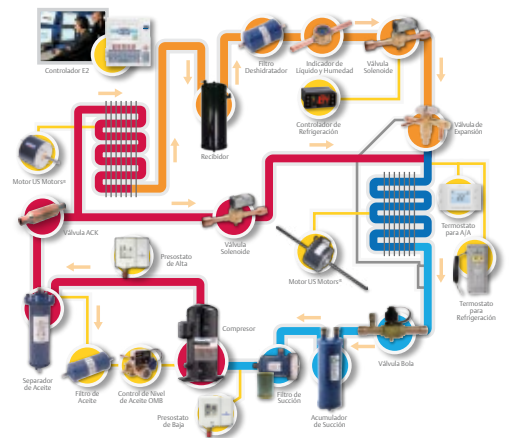 Controlador E2
Filtro
Deshidratador
Indicador de
Líquido y Humedad
Válvula
Solenoide
Controlador de
Refrigeración
Válvula de
Expansión
Recibidor
Motor US Motors®
Válvula ACK
Válvula
Solenoide
Presostato
de Alta
Motor US Motors®
Termostato
para A/A
Termostato
para
Refrigeración
Compresor
Válvula Bola
Separador
de Aceite
Filtro de
Aceite
Control de Nivel
de Aceite OMB
Presostato
de Baja
Filtro de
Succión
Acumulador
de Succión